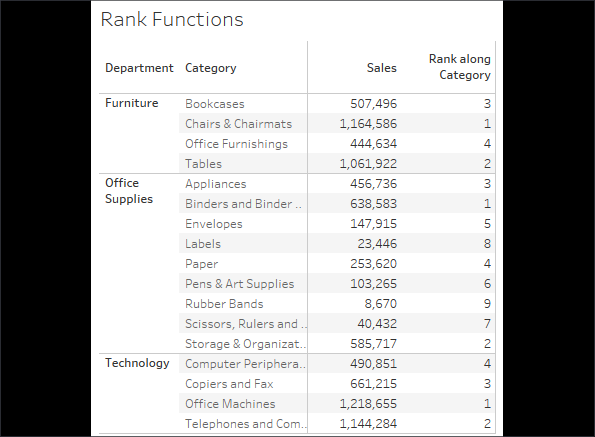 Rank Functions
Department Category Sales Rank along Category
Furniture Bookcases 507,496 3
Chairs & Chairmats 1,164,586 1
Office Furnishings 444,634 4
Tables 1,061,922 2
Office Supplies Appliances 456,736 3
Binders and Binder .. 638,583 1
Envelopes 147,915 5
Labels 23,446 8
Paper 253,620 4
Pens & Art Supplies 103,265 6
Rubber Bands 8,670 9
Scissors, Rulers and .. 40,432 7
Storage & Organizat.. 585,717 2
Technology Computer Periphera.. 490,851 4
Copiers and Fax 661,215 3
Office Machines 1,218,655 1
Telephones and Com.. 1,144,284 2